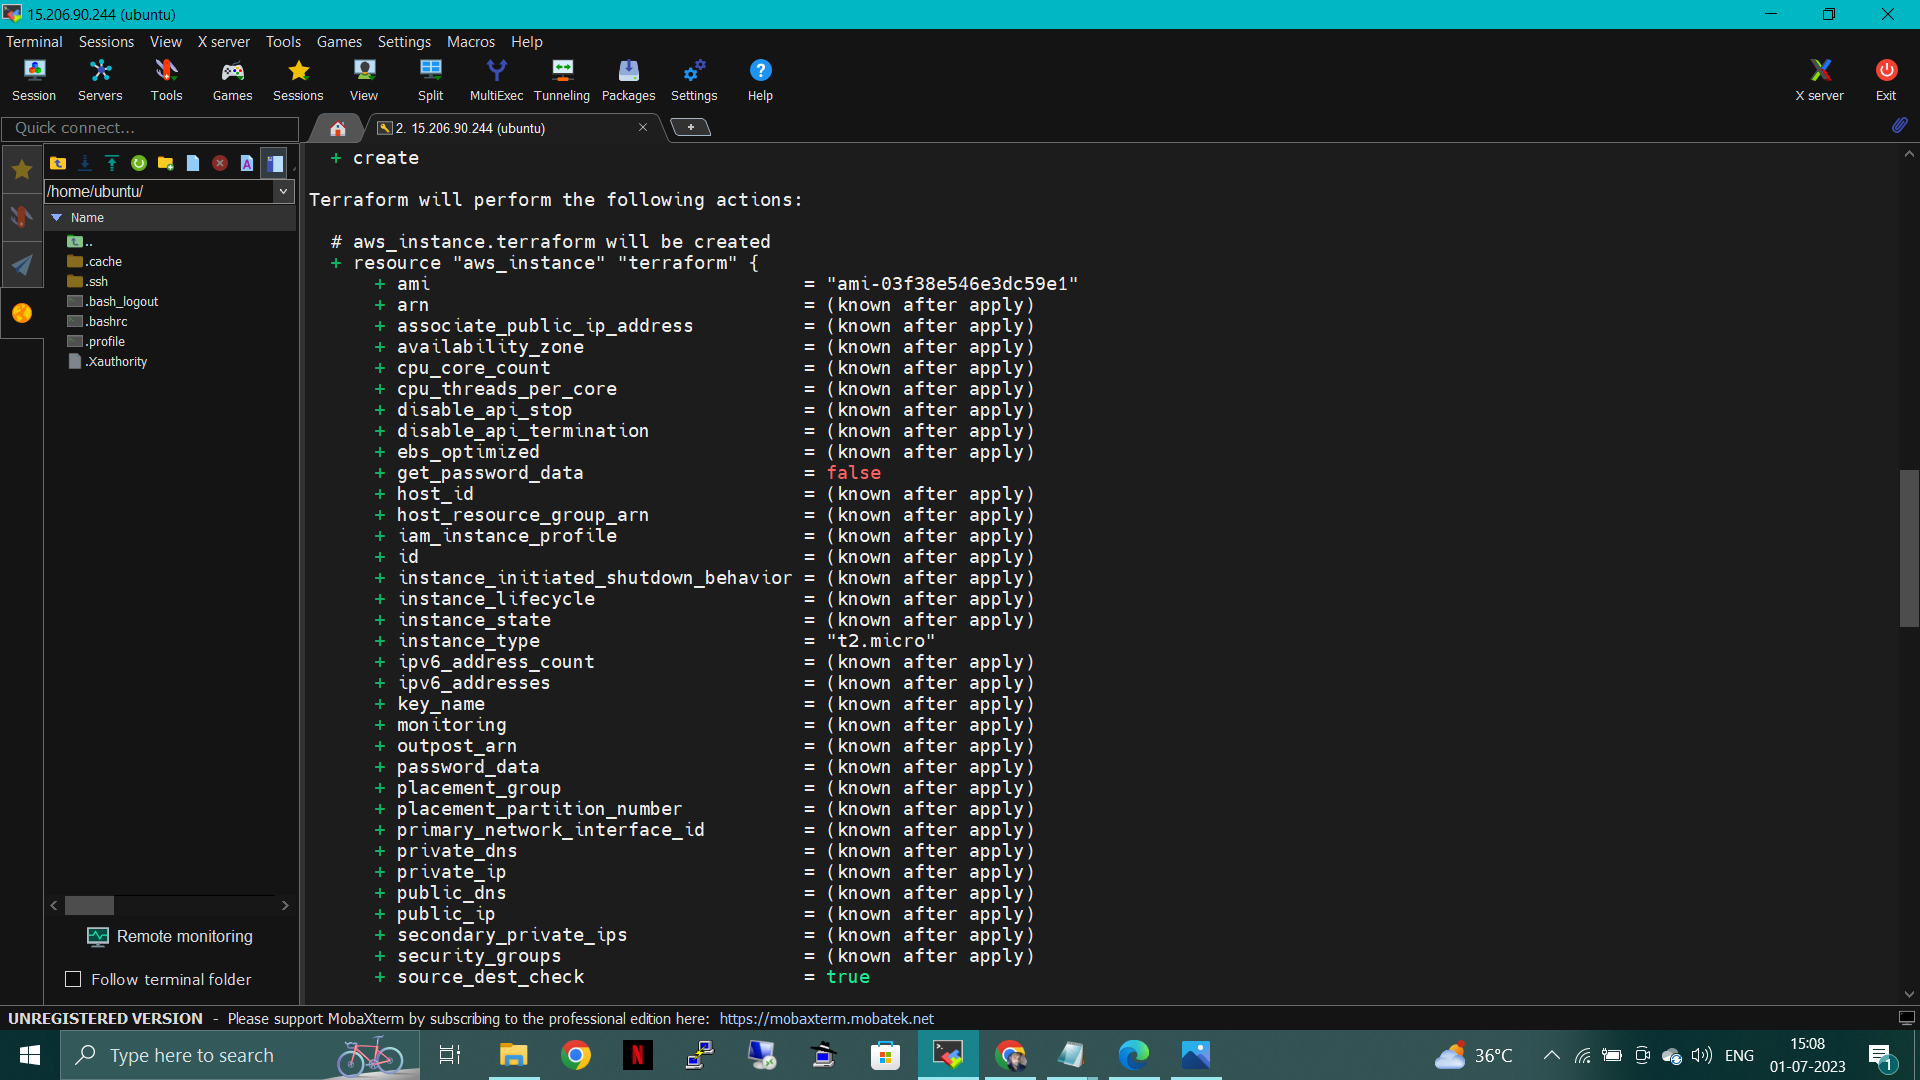 15.206.90.244 (ubuntu)
Terminal Sessions View X server Tools Games Settings Macros Help
Session Servers Tools Games Sessions View Split MultiExec Tunneling Packages Settings Help X server Exit
Quick connect...
2. 15.206.90.244 (ubuntu)
/home/ubuntu/
Name
..
.cache
.ssh
.bash_logout
.bashrc
.profile
.Xauthority
Remote monitoring
Follow terminal folder
+ create
Terraform will perform the following actions:
# aws_instance.terraform will be created
+ resource "aws_instance" "terraform" {
+ ami = "ami-03f38e546e3dc59e1"
+ arn = (known after apply)
+ associate_public_ip_address = (known after apply)
+ availability_zone = (known after apply)
+ cpu_core_count = (known after apply)
+ cpu_threads_per_core = (known after apply)
+ disable_api_stop = (known after apply)
+ disable_api_termination = (known after apply)
+ ebs_optimized = (known after apply)
+ get_password_data = false
+ host_id = (known after apply)
+ host_resource_group_arn = (known after apply)
+ iam_instance_profile = (known after apply)
+ id = (known after apply)
+ instance_initiated_shutdown_behavior = (known after apply)
+ instance_lifecycle = (known after apply)
+ instance_state = (known after apply)
+ instance_type = "t2.micro"
+ ipv6_address_count = (known after apply)
+ ipv6_addresses = (known after apply)
+ key_name = (known after apply)
+ monitoring = (known after apply)
+ outpost_arn = (known after apply)
+ password_data = (known after apply)
+ placement_group = (known after apply)
+ placement_partition_number = (known after apply)
+ primary_network_interface_id = (known after apply)
+ private_dns = (known after apply)
+ private_ip = (known after apply)
+ public_dns = (known after apply)
+ public_ip = (known after apply)
+ secondary_private_ips = (known after apply)
+ security_groups = (known after apply)
+ source_dest_check = true
UNREGISTERED VERSION - Please support MobaXterm by subscribing to the professional edition here: https://mobaxterm.mobatek.net
Type here to search
36°C
ENG
15:08
01-07-2023
1